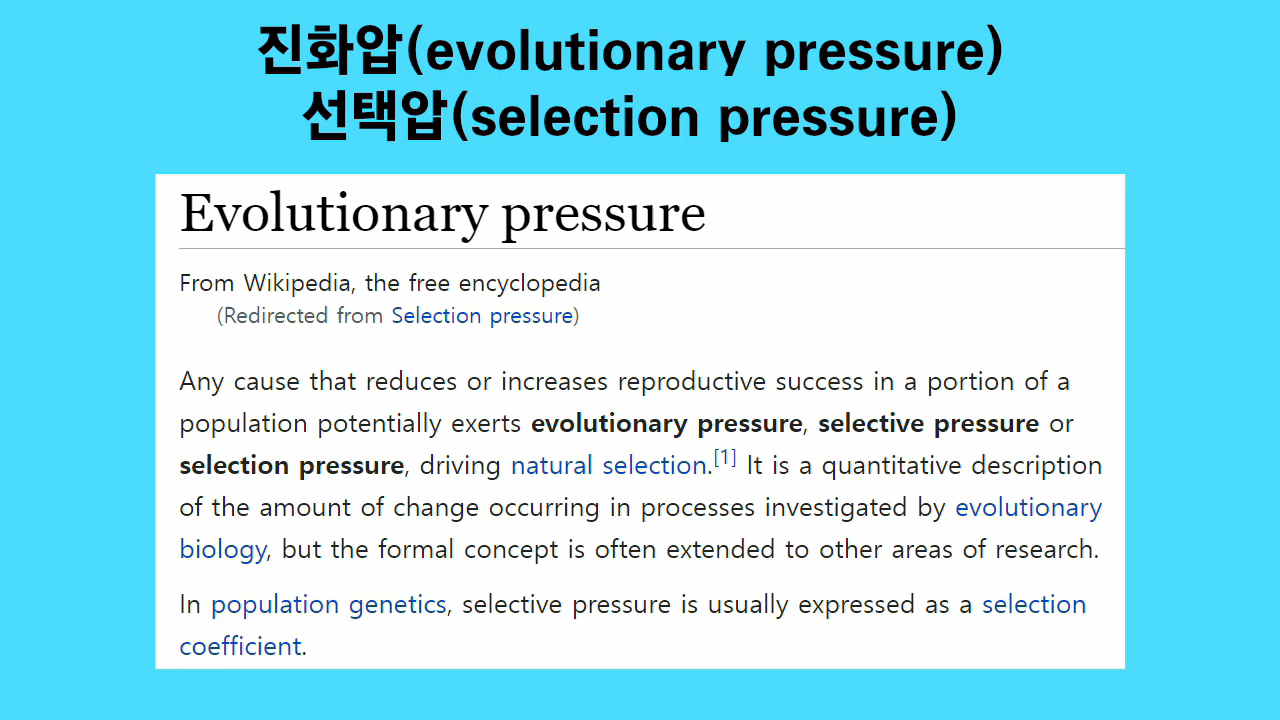 진화압(evolutionary pressure)
선택압(selection pressure)
Evolutionary pressure
From Wikipedia, the free encyclopedia
(Redirected from Selection pressure)
Any cause that reduces or increases reproductive success in a portion of a
population potentially exerts evolutionary pressure, selective pressure or
selection pressure, driving natural selection.[1] It is a quantitative description
of the amount of change occurring in processes investigated by evolutionary
biology, but the formal concept is often extended to other areas of research.
In population genetics, selective pressure is usually expressed as a selection
coefficient.